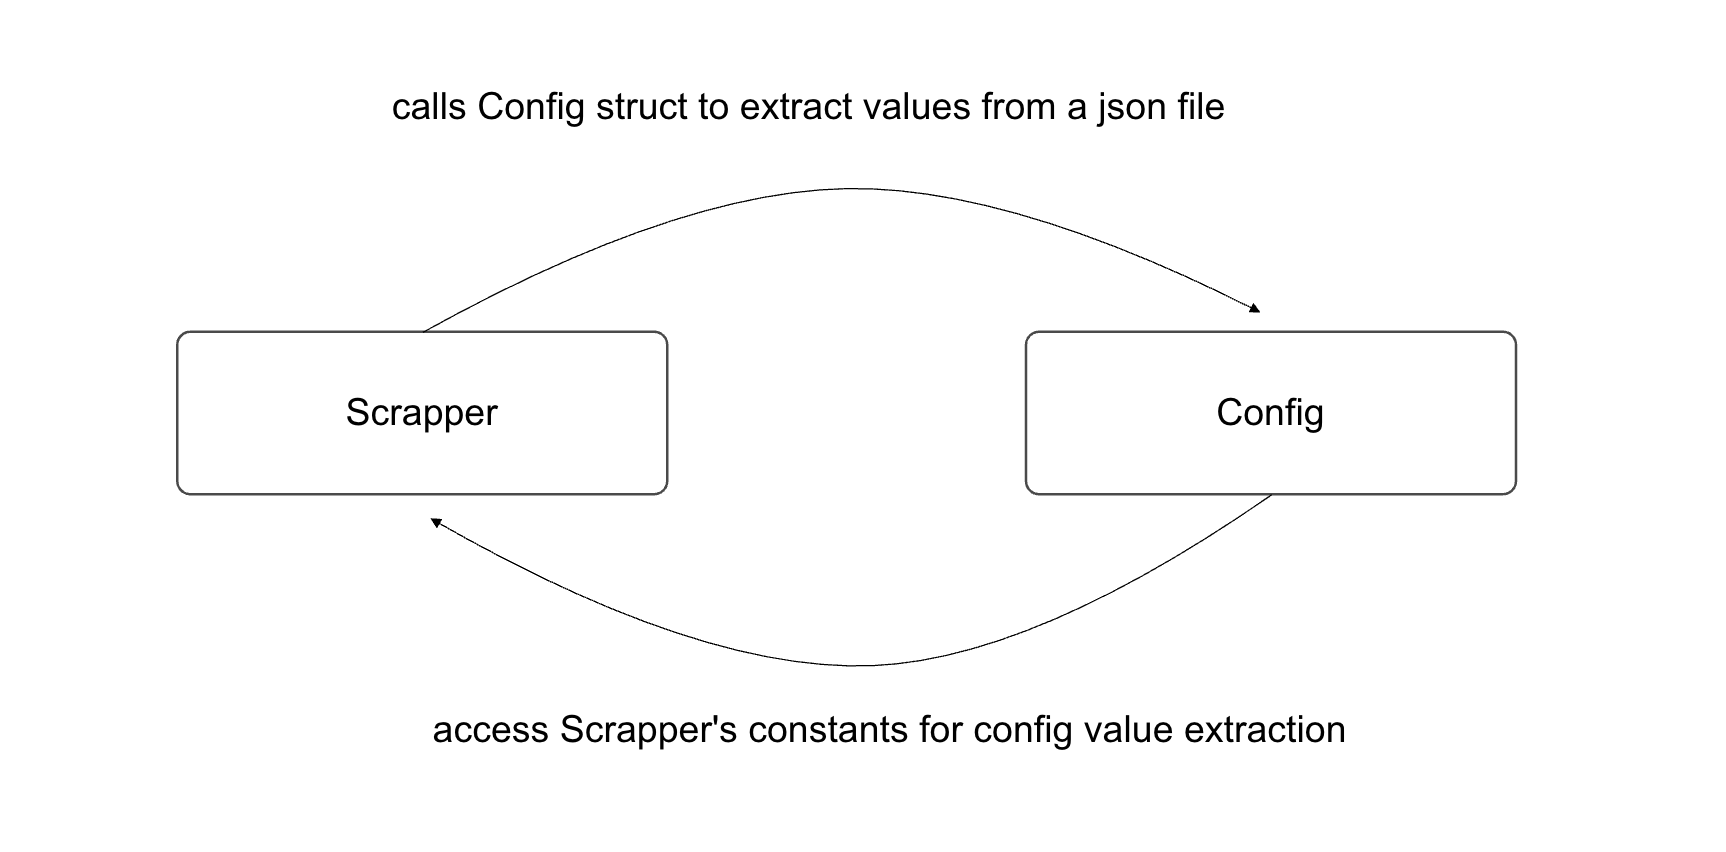 calls Config struct to extract values from a json file
Scrapper
Config
access Scrapper's constants for config value extraction